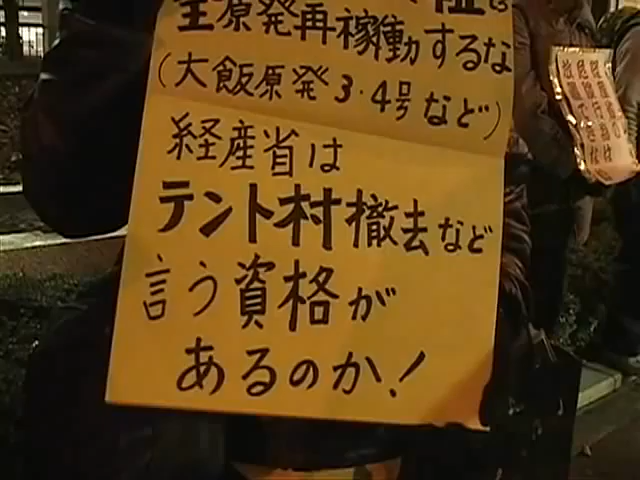 全原発再稼動するな
(大飯原発3・4号など)
経産省は
テント村撤去など
言う資格が
あるのか!